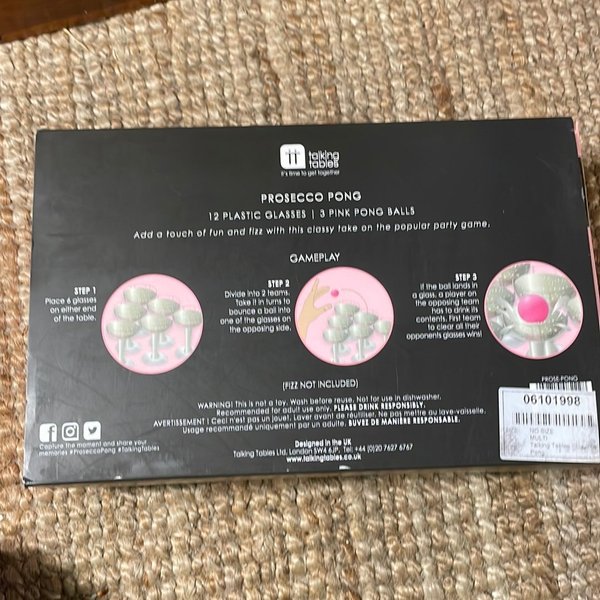 talking
tables
it's time to get together
PROSECCO PONG
12 PLASTIC GLASSES | 3 PINK PONG BALLS
Add a touch of fun and fizz with this classy take on the popular party game.
GAMEPLAY
STEP 1
Place 6 glasses
on either end
of the table.
STEP 2
Divide into 2 teams.
Take it in turns to
bounce a ball into
one of the glasses on
the opposing side.
STEP 3
If the ball lands in
a glass, a player on
the opposing team
has to drink its
contents. First team
to clear all their
opponents glasses wins!
(FIZZ NOT INCLUDED)
WARNING! This is not a toy. Wash before reuse. Not for use in dishwasher.
Recommended for adult use only. PLEASE DRINK RESPONSIBLY.
AVERTISSEMENT ! Ceci n'est pas un jouet. Laver avant de réutiliser. Ne pas mettre au lave-vaisselle.
Usage recommandé uniquement par un adulte. BUVEZ DE MANIÈRE RESPONSABLE.
Capture the moment and share your
memories #ProseccoPong #talkingtables
Designed in the UK
Talking Tables Ltd, London SW4 6JP, Tel: +44 (0)20 7627 6767
www.talkingtables.co.uk
PROSE-PONG
06101998
NO SIZE
MULTI
Talking Tables
Pong